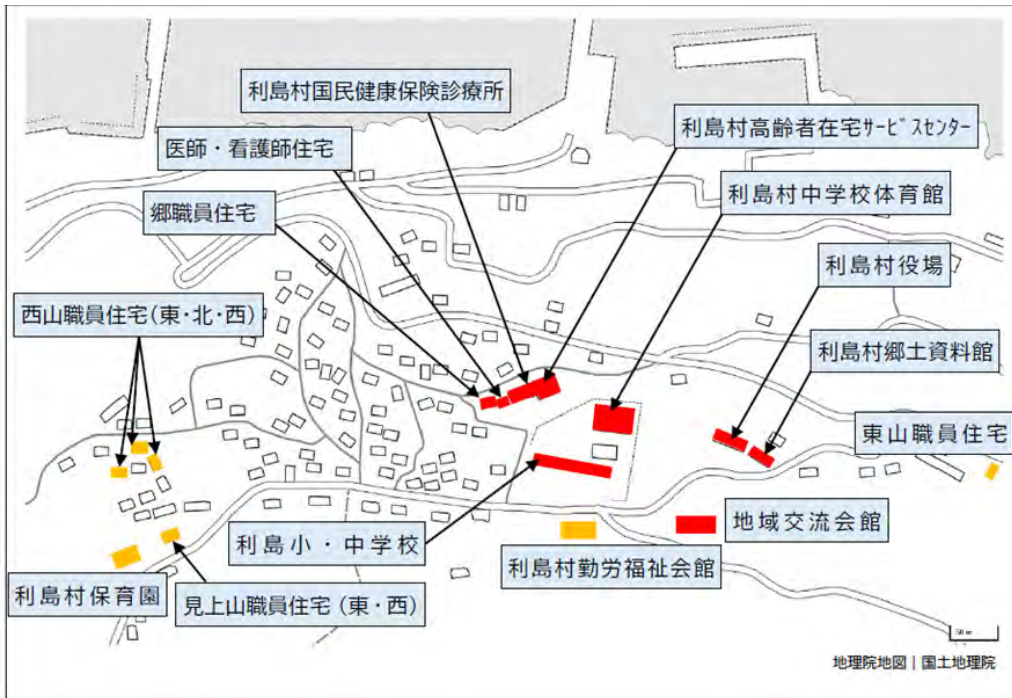 利島村国民健康保険診療所
利島村高齢者在宅サービスセンター
医師・看護師住宅
利島村中学校体育館
郷職員住宅
利島村役場
西山職員住宅(東・北・西)
利島村郷土資料館
東山職員住宅
地域交流会館
利島小・中学校
利島村勤労福祉会館
利島村保育園
見上山職員住宅(東・西)
50 m
地理院地図|国土地理院